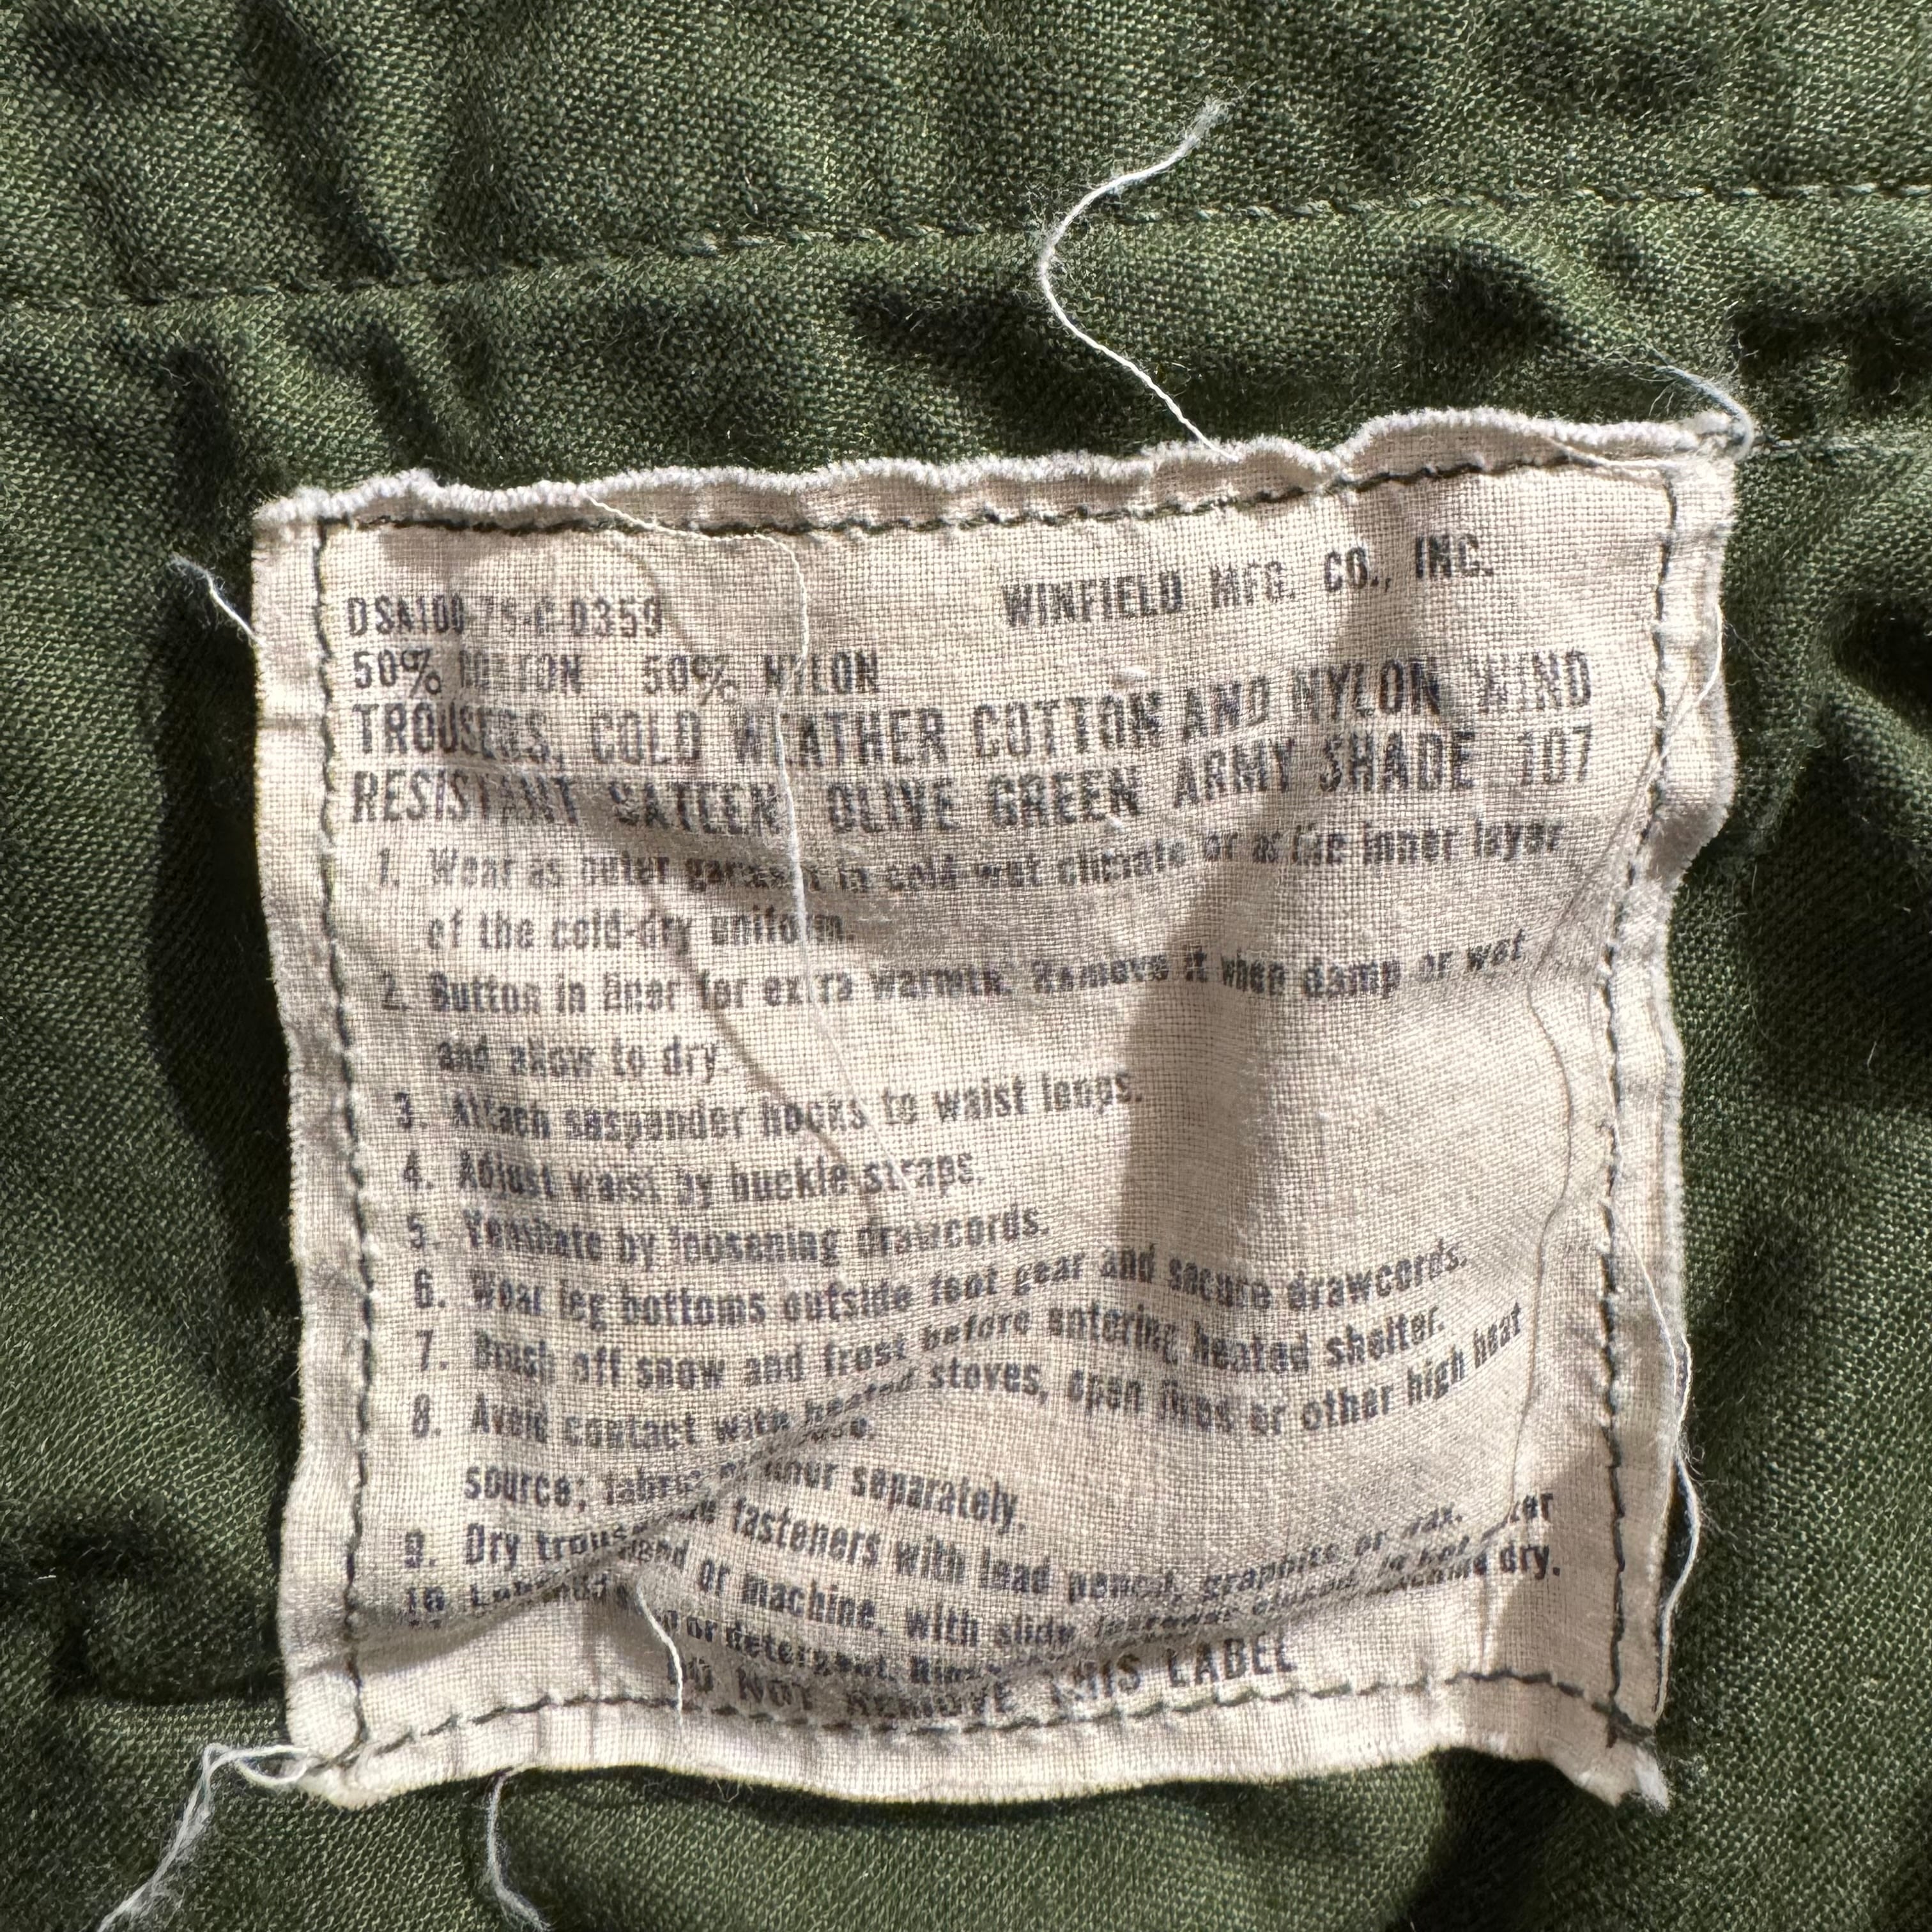 DSA100-75-C-0359
WINFIELD MFG. CO., INC.
50% COTTON 50% NYLON
TROUSERS, COLD WEATHER COTTON AND NYLON WIND
RESISTANT SATEEN, OLIVE GREEN ARMY SHADE 107
1. Wear as outer garment in cold-wet climate or as the inner layer
of the cold-dry uniform.
2. Button in liner for extra warmth. Remove it when damp or wet
and allow to dry.
3. Attach suspender hooks to waist loops.
4. Adjust waist by buckle straps.
5. Ventilate by loosening drawcords.
6. Wear leg bottoms outside foot gear and secure drawcords.
7. Brush off snow and frost before entering heated shelter.
8. Avoid contact with heated stoves, open fires or other high heat
source; fabric
9. Dry separately.
10. fasteners with lead pencil, graphite or wax.
or machine, with slide
or detergent. dry.
DO NOT REMOVE THIS LABEL